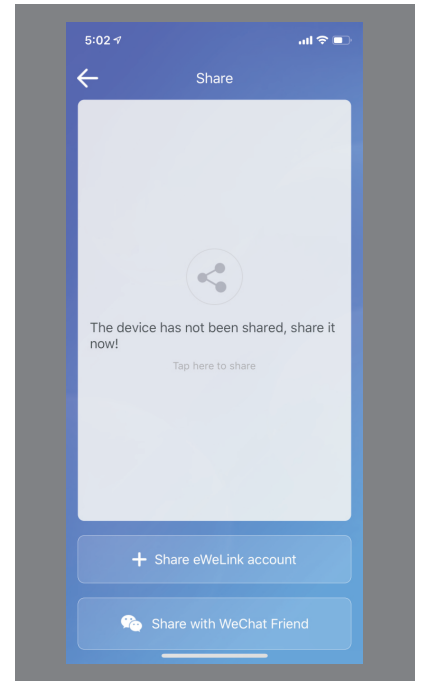 5:02
Share
The device has not been shared, share it
now!
Tap here to share
+ Share eWeLink account
Share with WeChat Friend